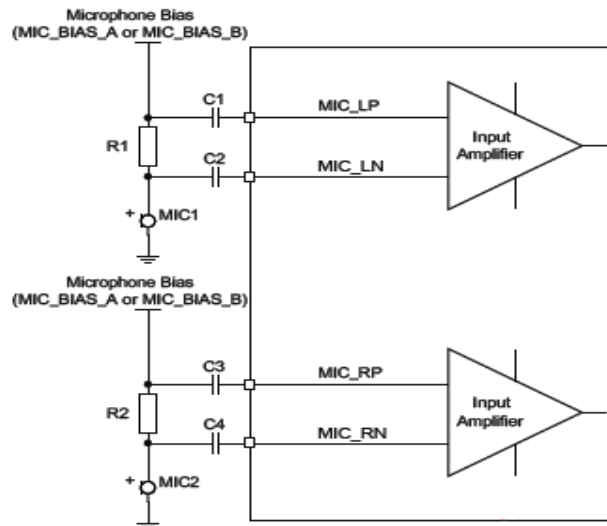 Microphone Bias
(MIC_BIAS_A or MIC_BIAS_B)
C1
MIC_LP
R1
C2
MIC_LN
Input
Amplifier
+
MIC1
Microphone Bias
(MIC_BIAS_A or MIC_BIAS_B)
C3
MIC_RP
R2
C4
MIC_RN
Input
Amplifier
+
MIC2